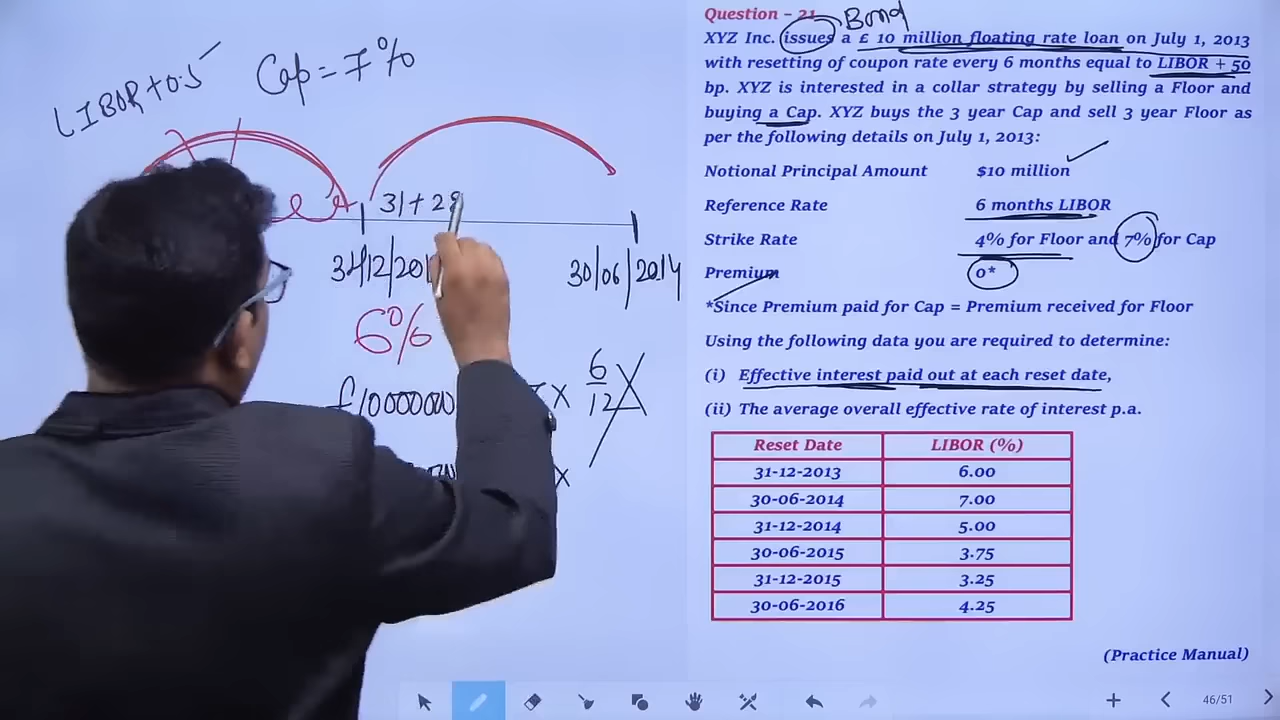 LIBOR + 0.5
Cap = 7%
31 + 28
30/06/2014
6%
£10000000
× 6/12
×
Question – 21
Bond
XYZ Inc. issues a £ 10 million floating rate loan on July 1, 2013
with resetting of coupon rate every 6 months equal to LIBOR + 50
bp. XYZ is interested in a collar strategy by selling a Floor and
buying a Cap. XYZ buys the 3 year Cap and sell 3 year Floor as
per the following details on July 1, 2013:
Notional Principal Amount $10 million
Reference Rate 6 months LIBOR
Strike Rate 4% for Floor and 7% for Cap
Premium 0*
*Since Premium paid for Cap = Premium received for Floor
Using the following data you are required to determine:
(i) Effective interest paid out at each reset date,
(ii) The average overall effective rate of interest p.a.
Reset Date LIBOR (%)
31-12-2013 6.00
30-06-2014 7.00
31-12-2014 5.00
30-06-2015 3.75
31-12-2015 3.25
30-06-2016 4.25
(Practice Manual)
46/51